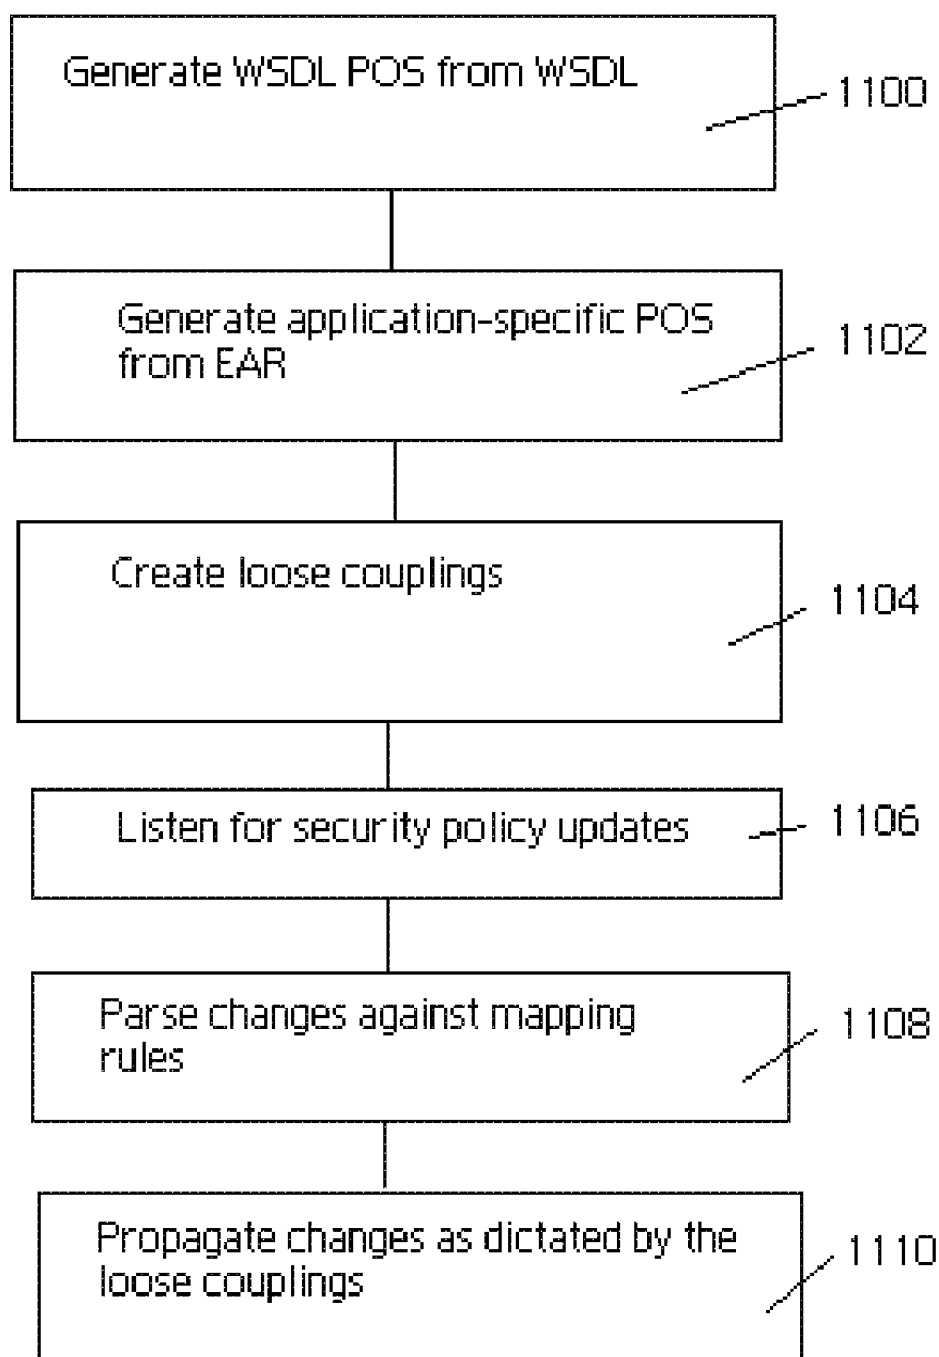 Generate WSDL POS from WSDL
1100
Generate application-specific POS
from EAR
1102
Create loose couplings
1104
Listen for security policy updates
1106
Parse changes against mapping
rules
1108
Propagate changes as dictated by the
loose couplings
1110